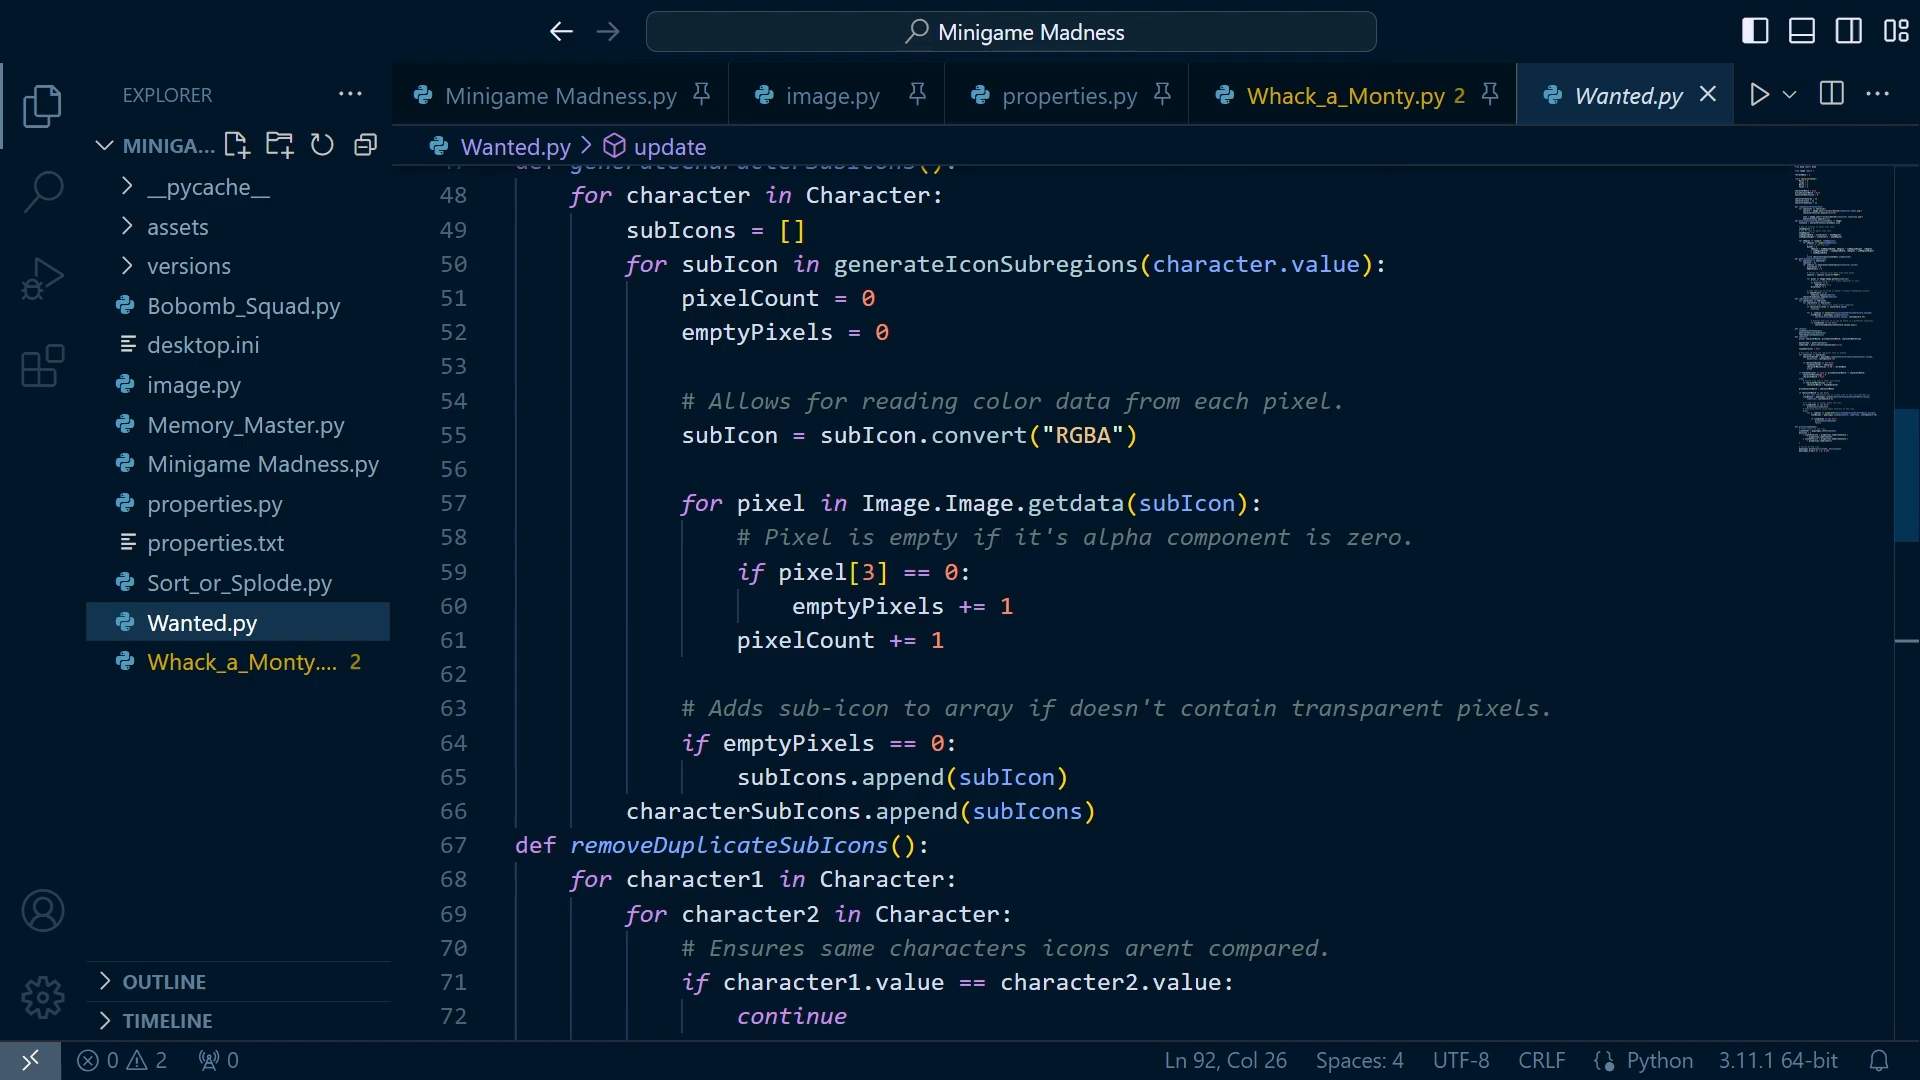 Minigame Madness
EXPLORER
Minigame Madness.py
image.py
properties.py
Whack_a_Monty.py 2
Wanted.py
MINIGA...
Wanted.py > update
__pycache__
assets
versions
Bobomb_Squad.py
desktop.ini
image.py
Memory_Master.py
Minigame Madness.py
properties.py
properties.txt
Sort_or_Splode.py
Wanted.py
Whack_a_Monty.... 2
OUTLINE
TIMELINE
def generateCharacterSubIcons():
48 for character in Character:
49 subIcons = []
50 for subIcon in generateIconSubregions(character.value):
51 pixelCount = 0
52 emptyPixels = 0
53
54 # Allows for reading color data from each pixel.
55 subIcon = subIcon.convert("RGBA")
56
57 for pixel in Image.Image.getdata(subIcon):
58 # Pixel is empty if it's alpha component is zero.
59 if pixel[3] == 0:
60 emptyPixels += 1
61 pixelCount += 1
62
63 # Adds sub-icon to array if doesn't contain transparent pixels.
64 if emptyPixels == 0:
65 subIcons.append(subIcon)
66 characterSubIcons.append(subIcons)
67 def removeDuplicateSubIcons():
68 for character1 in Character:
69 for character2 in Character:
70 # Ensures same characters icons arent compared.
71 if character1.value == character2.value:
72 continue
0 2 0
Ln 92, Col 26 Spaces: 4 UTF-8 CRLF Python 3.11.1 64-bit